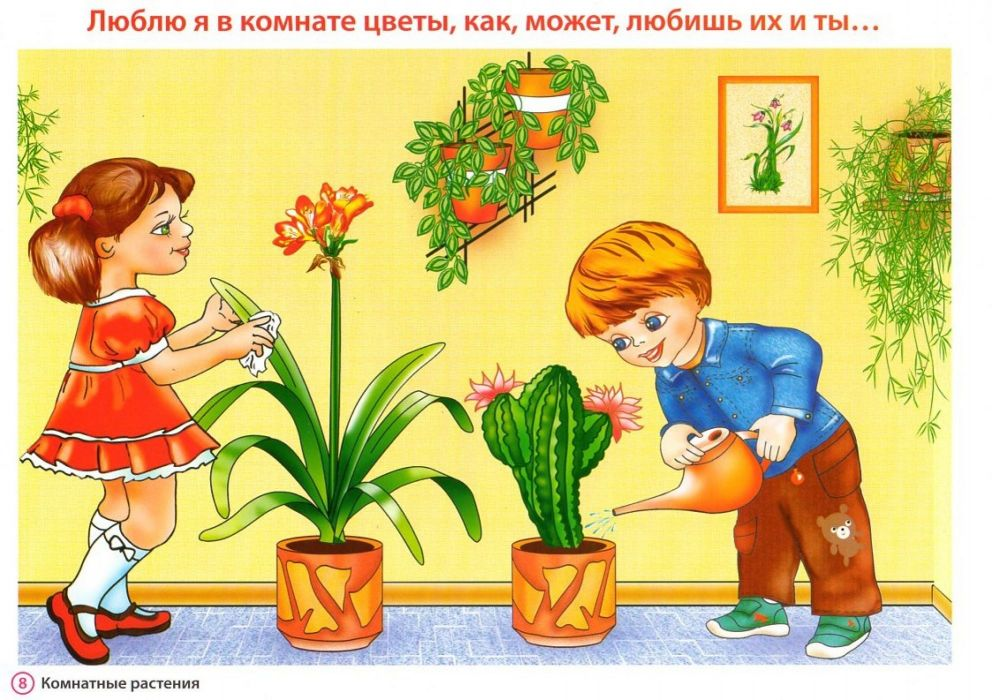 Люблю я в комнате цветы, как, может, любишь их и ты...
8 Комнатные растения